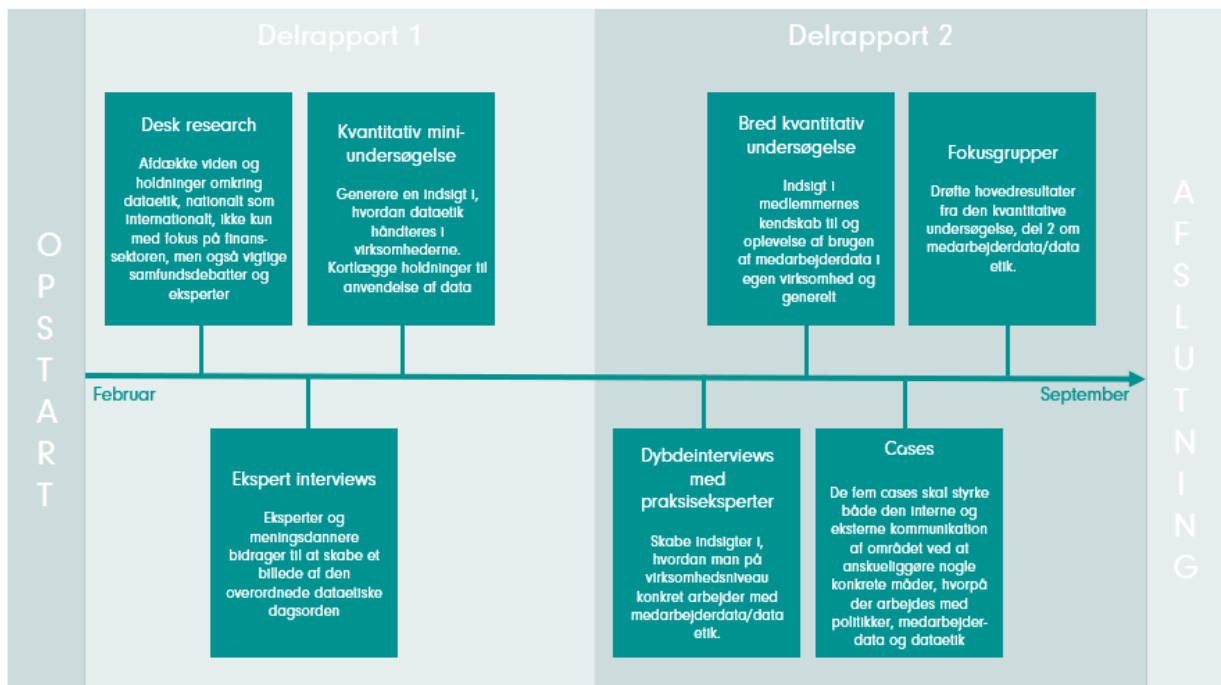 OPSTART
Delrapport 1
Desk research
Afdække viden og
holdninger omkring
dataetik, nationalt som
internationalt, ikke kun
med fokus på finans-
sektoren, men også vigtige
samfundsdebatter og
eksperter
Kvantitativ mini-
undersøgelse
Generere en indsigt i,
hvordan dataetik
håndteres i
virksomhederne.
Kortlægge holdninger til
anvendelse af data
Februar
Ekspert interviews
Eksperter og
meningsdannere
bidrager til at skabe et
billede af den
overordnede dataetiske
dagsorden
Delrapport 2
Bred kvantitativ
undersøgelse
Indsigt i
medlemmernes
kendskab til og
oplevelse af brugen
af medarbejderdata i
egen virksomhed og
generelt
Fokusgrupper
Drøfte hovedresultater
fra den kvantitative
undersøgelse, del 2 om
medarbejderdata/data
etik.
September
Dybdeinterviews
med
praksiseksperter
Skabe indsigter i,
hvordan man på
virksomhedsniveau
konkret arbejder med
medarbejderdata/data
etik.
Cases
De fem cases skal styrke
både den interne og
eksterne kommunikation
af området ved at
anskueliggøre nogle
konkrete måder, hvorpå
der arbejdes med
politikker, medarbejder-
data og dataetik
AFSLUTNING